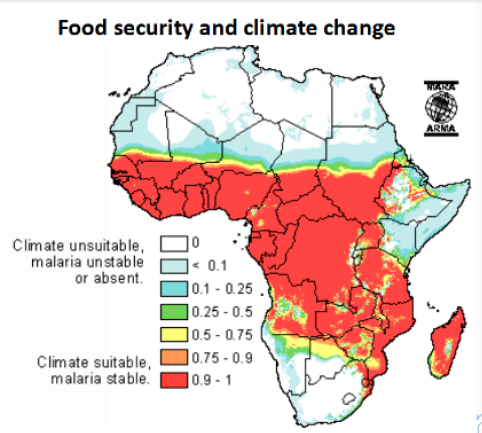 Food security and climate change
MARA
ARMA
Climate unsuitable,
malaria unstable
or absent.
0
< 0.1
0.1 - 0.25
0.25 - 0.5
0.5 - 0.75
Climate suitable,
malaria stable.
0.75 - 0.9
0.9 - 1